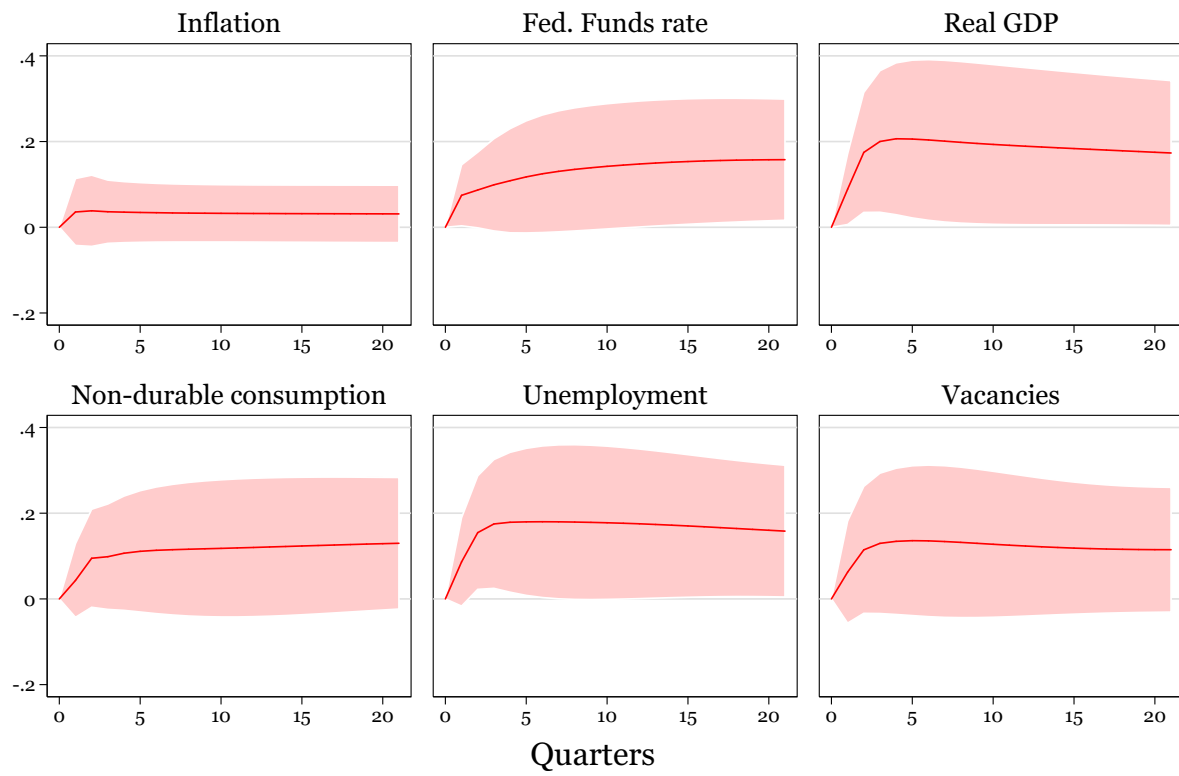 Inflation
Fed. Funds rate
Real GDP
.4
.2
0
-.2
0 5 10 15 20
0 5 10 15 20
0 5 10 15 20
Non-durable consumption
Unemployment
Vacancies
.4
.2
0
-.2
0 5 10 15 20
0 5 10 15 20
0 5 10 15 20
Quarters